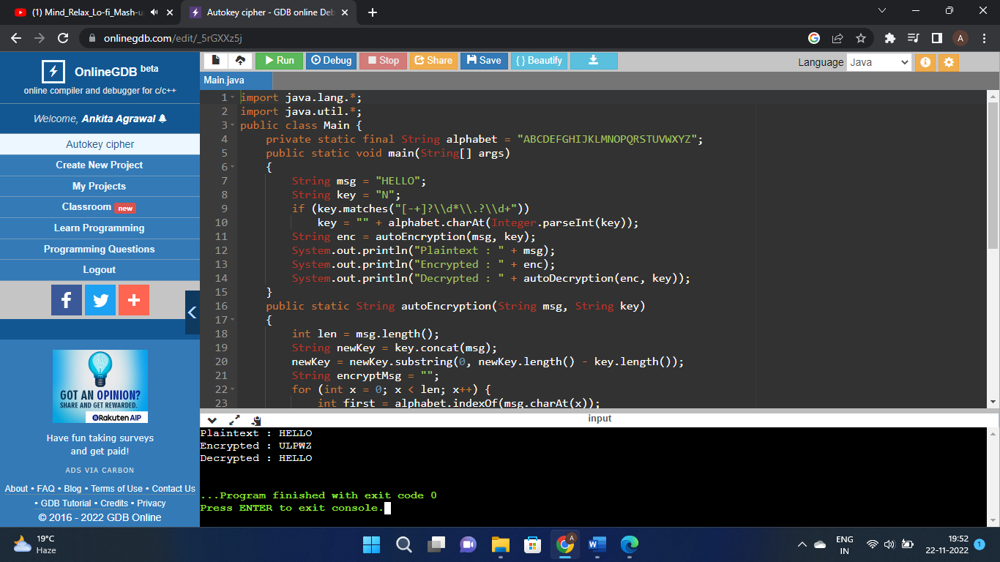 (1) Mind_Relax_Lo-fi_Mash-u
Autokey cipher - GDB online Deb
onlinegdb.com/edit/_5rGXXz5j
A
OnlineGDB beta
online compiler and debugger for c/c++
Welcome, Ankita Agrawal
Autokey cipher
Create New Project
My Projects
Classroom new
Learn Programming
Programming Questions
Logout
GOT AN OPINION?
SHARE AND GET REWARDED.
Rakuten AIP
Have fun taking surveys
and get paid!
ADS VIA CARBON
About • FAQ • Blog • Terms of Use • Contact Us
• GDB Tutorial • Credits • Privacy
© 2016 - 2022 GDB Online
Run Debug Stop Share Save { } Beautify
Language Java
Main.java
1 import java.lang.*;
2 import java.util.*;
3 public class Main {
4 private static final String alphabet = "ABCDEFGHIJKLMNOPQRSTUVWXYZ";
5 public static void main(String[] args)
6 {
7 String msg = "HELLO";
8 String key = "N";
9 if (key.matches("[-+]?\\d*\\.?\\d+"))
10 key = "" + alphabet.charAt(Integer.parseInt(key));
11 String enc = autoEncryption(msg, key);
12 System.out.println("Plaintext : " + msg);
13 System.out.println("Encrypted : " + enc);
14 System.out.println("Decrypted : " + autoDecryption(enc, key));
15 }
16 public static String autoEncryption(String msg, String key)
17 {
18 int len = msg.length();
19 String newKey = key.concat(msg);
20 newKey = newKey.substring(0, newKey.length() - key.length());
21 String encryptMsg = "";
22 for (int x = 0; x < len; x++) {
23 int first = alphabet.indexOf(msg.charAt(x));
input
Plaintext : HELLO
Encrypted : ULPWZ
Decrypted : HELLO
...Program finished with exit code 0
Press ENTER to exit console.
19°C
Haze
ENG
IN
19:52
22-11-2022
1